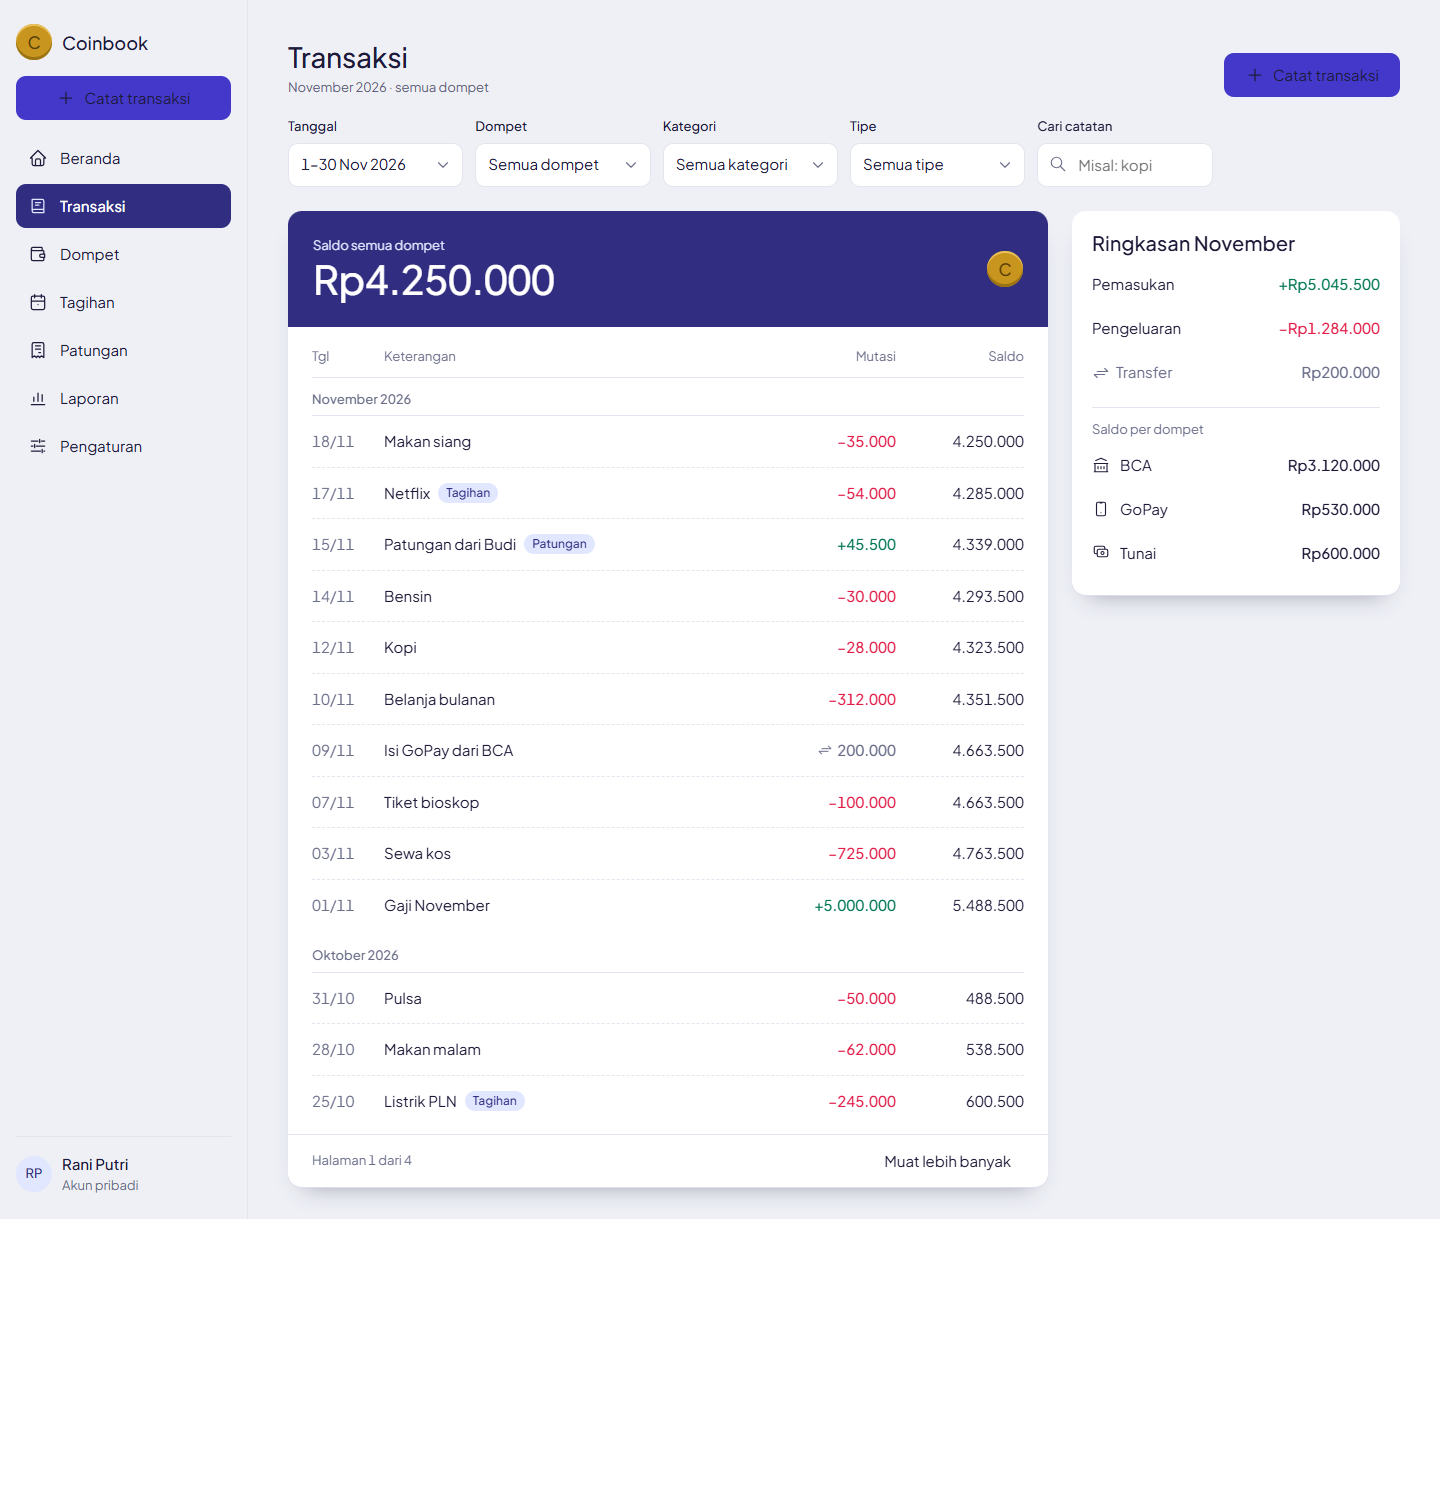 C Coinbook
Catat transaksi
Beranda
Transaksi
Dompet
Tagihan
Patungan
Laporan
Pengaturan
RP Rani Putri
Akun pribadi
Transaksi
November 2026 · semua dompet
Catat transaksi
Tanggal Dompet Kategori Tipe Cari catatan
1–30 Nov 2026 Semua dompet Semua kategori Semua tipe Misal: kopi
Saldo semua dompet
Rp4.250.000
C
Tgl Keterangan Mutasi Saldo
November 2026
18/11 Makan siang −35.000 4.250.000
17/11 Netflix Tagihan −54.000 4.285.000
15/11 Patungan dari Budi Patungan +45.500 4.339.000
14/11 Bensin −30.000 4.293.500
12/11 Kopi −28.000 4.323.500
10/11 Belanja bulanan −312.000 4.351.500
09/11 Isi GoPay dari BCA 200.000 4.663.500
07/11 Tiket bioskop −100.000 4.663.500
03/11 Sewa kos −725.000 4.763.500
01/11 Gaji November +5.000.000 5.488.500
Oktober 2026
31/10 Pulsa −50.000 488.500
28/10 Makan malam −62.000 538.500
25/10 Listrik PLN Tagihan −245.000 600.500
Halaman 1 dari 4 Muat lebih banyak
Ringkasan November
Pemasukan +Rp5.045.500
Pengeluaran −Rp1.284.000
Transfer Rp200.000
Saldo per dompet
BCA Rp3.120.000
GoPay Rp530.000
Tunai Rp600.000